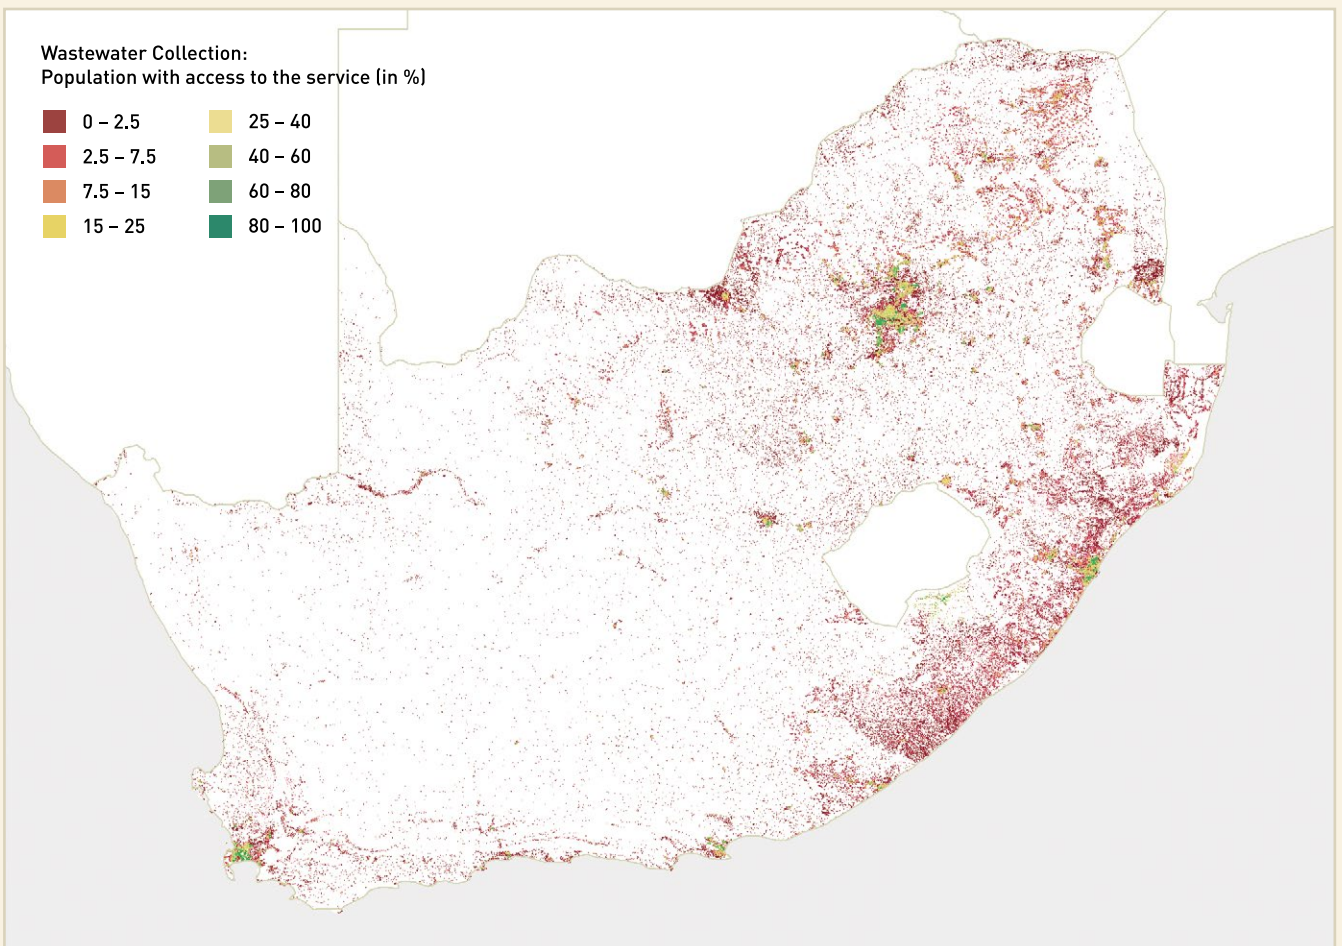 Wastewater Collection:
Population with access to the service (in %)
0 – 2.5
2.5 – 7.5
7.5 – 15
15 – 25
25 – 40
40 – 60
60 – 80
80 – 100